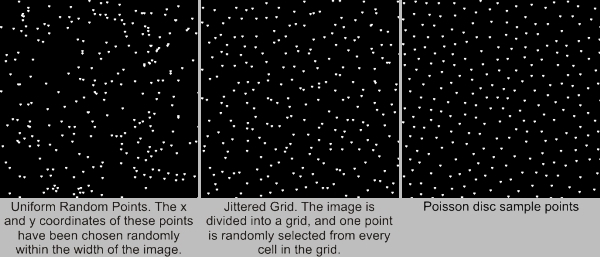 Uniform Random Points. The x
and y coordinates of these points
have been chosen randomly
within the width of the image.
Jittered Grid. The image is
divided into a grid, and one point
is randomly selected from every
cell in the grid.
Poisson disc sample points